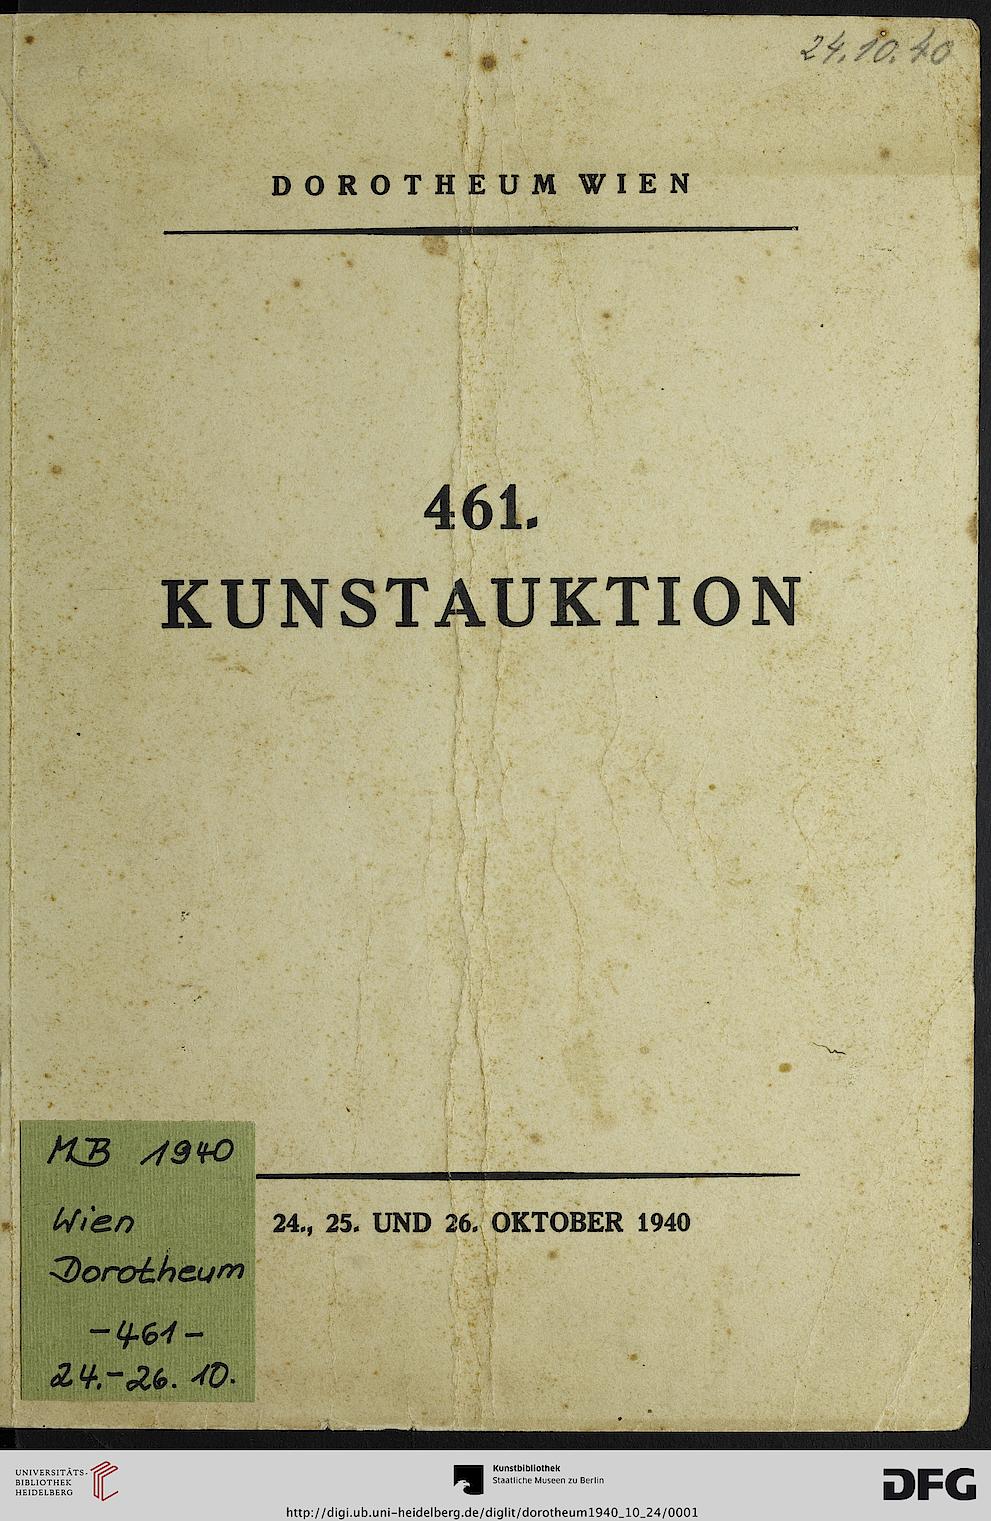 24.10.40
DOROTHEUM WIEN
461.
KUNSTAUKTION
MB 1940
Wien
Dorotheum
-461-
24.-26. 10.
24., 25. UND 26. OKTOBER 1940
UNIVERSITÄTS-
BIBLIOTHEK
HEIDELBERG
Kunstbibliothek
Staatliche Museen zu Berlin
DFG
http://digi.ub.uni-heidelberg.de/diglit/dorotheum1940_10_24/0001